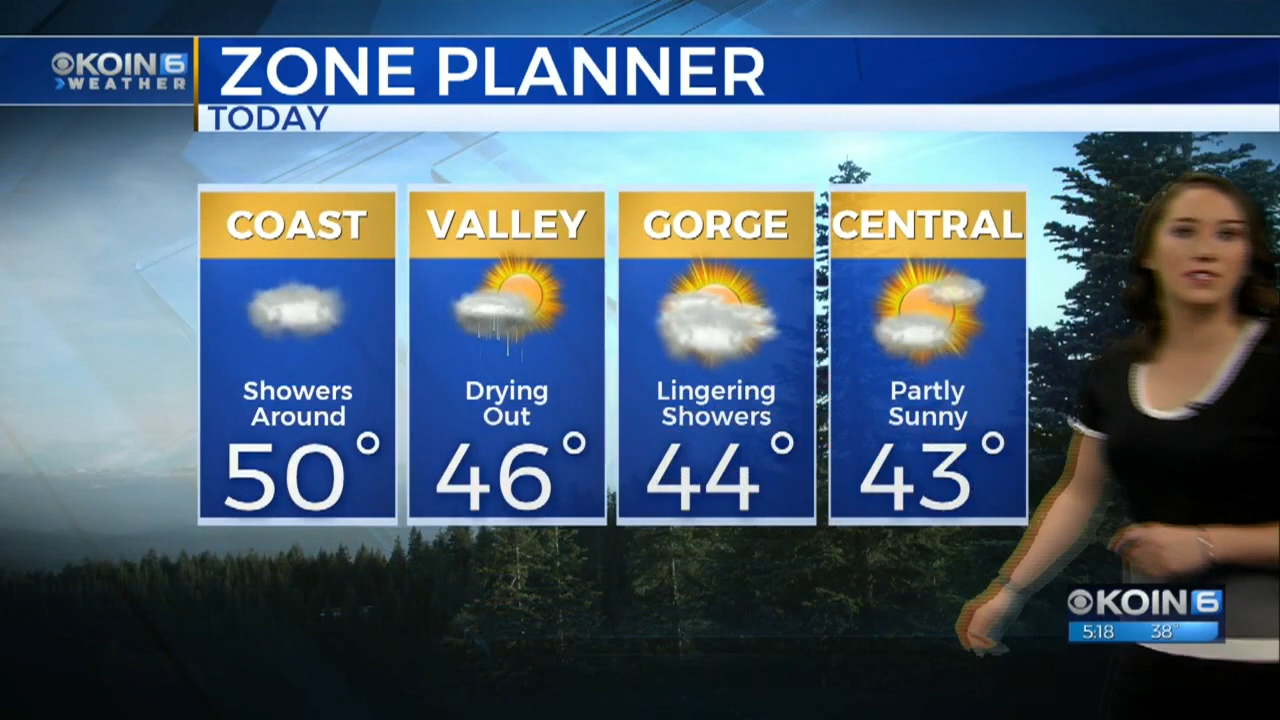 KOIN 6
WEATHER
ZONE PLANNER
TODAY
COAST
Showers
Around
50°
VALLEY
Drying
Out
46°
GORGE
Lingering
Showers
44°
CENTRAL
Partly
Sunny
43°
KOIN 6
5:18 38°